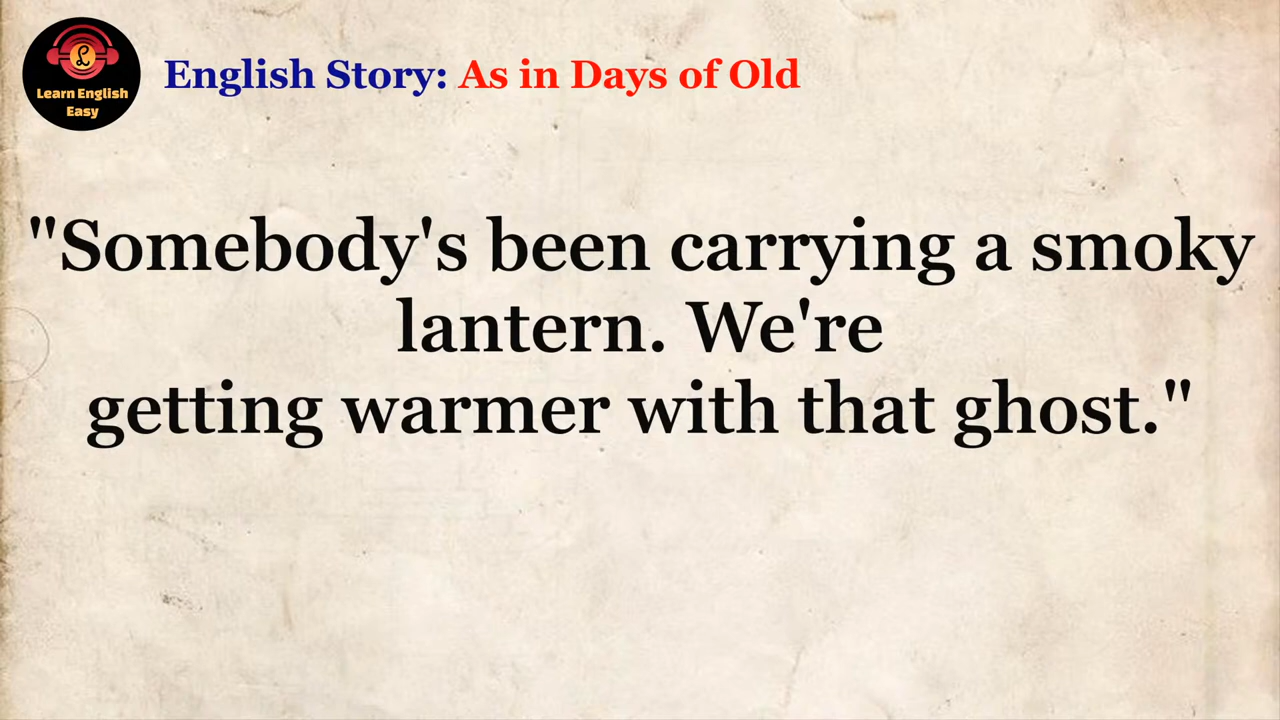 Learn English
Easy
English Story: As in Days of Old
"Somebody's been carrying a smoky
lantern. We're
getting warmer with that ghost."